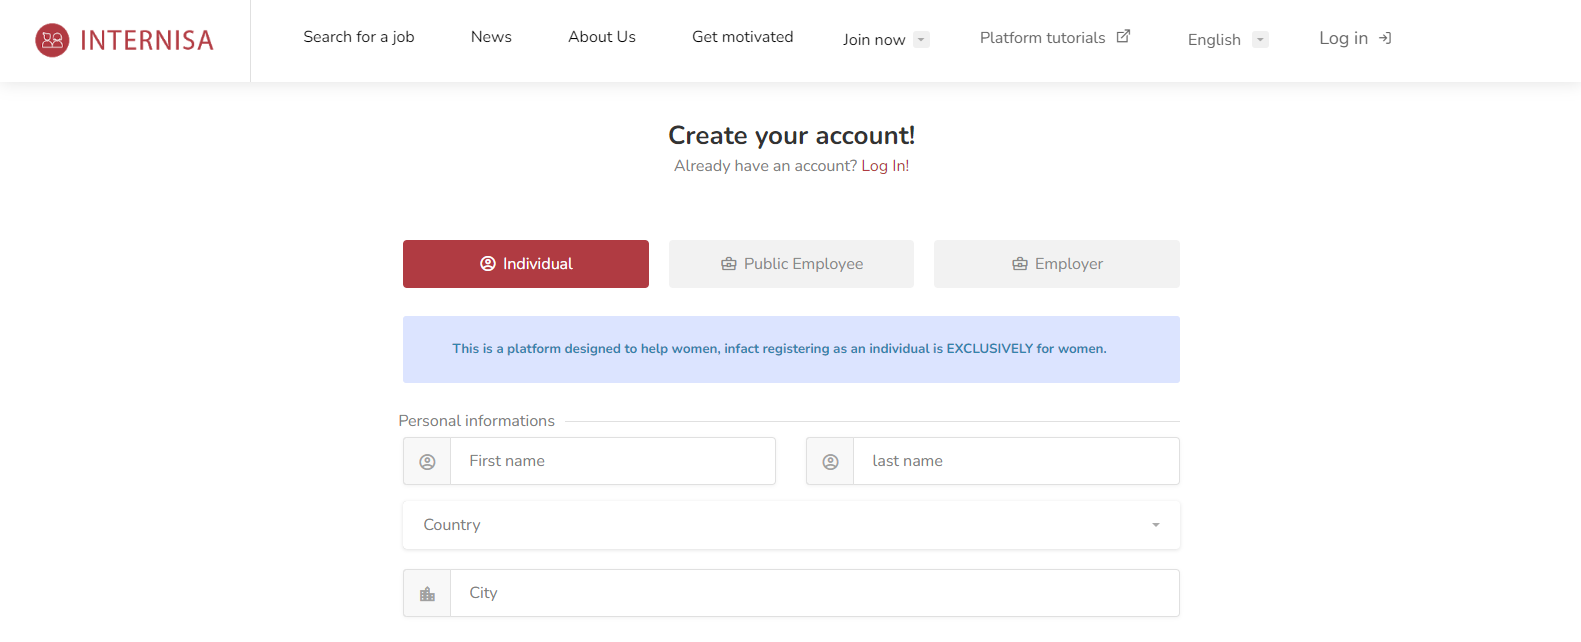 INTERNISA
Search for a job
News
About Us
Get motivated
Join now
Platform tutorials
English
Log in
Create your account!
Already have an account? Log In!
Individual
Public Employee
Employer
This is a platform designed to help women, infact registering as an individual is EXCLUSIVELY for women.
Personal informations
First name
last name
Country
City